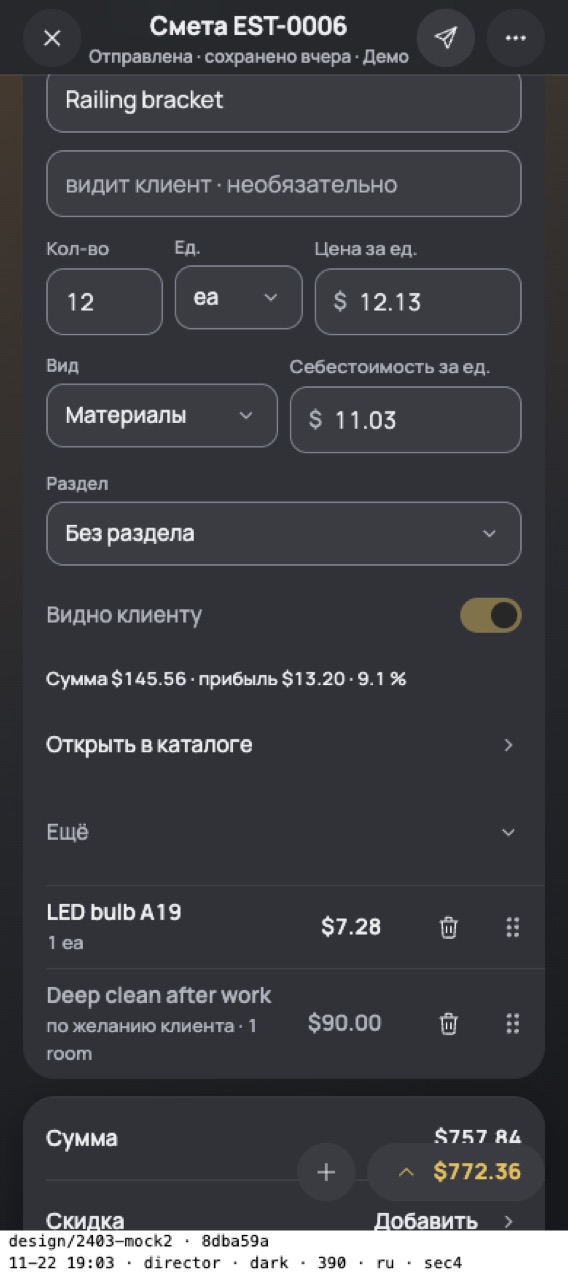 Смета EST-0006
Отправлена · сохранено вчера · Демо
Railing bracket
видит клиент · необязательно
Кол-во Ед. Цена за ед.
12 ea $ 12.13
Вид Себестоимость за ед.
Материалы $ 11.03
Раздел
Без раздела
Видно клиенту
Сумма $145.56 · прибыль $13.20 · 9.1 %
Открыть в каталоге
Ещё
LED bulb A19 $7.28
1 ea
Deep clean after work $90.00
по желанию клиента · 1
room
Сумма $757.84
+ $772.36
Скидка Добавить
design/2403-mock2 · 8dba59a
11-22 19:03 · director · dark · 390 · ru · sec4